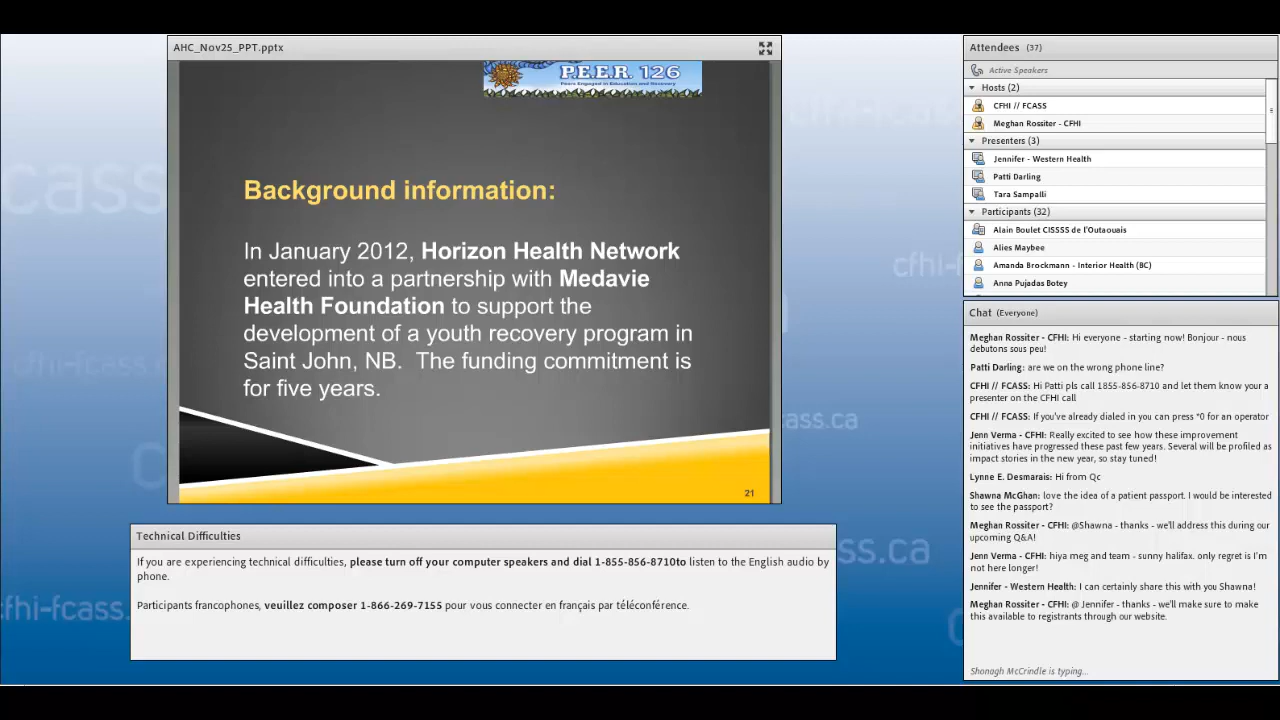 AHC_Nov25_PPT.pptx
P.E.E.R. 126
Peers Engaged in Education and Recovery
Background information:
In January 2012, Horizon Health Network
entered into a partnership with Medavie
Health Foundation to support the
development of a youth recovery program in
Saint John, NB.  The funding commitment is
for five years.
21
Technical Difficulties
If you are experiencing technical difficulties, please turn off your computer speakers and dial 1-855-856-8710to listen to the English audio by
phone.
Participants francophones, veuillez composer 1-866-269-7155 pour vous connecter en français par téléconférence.
Attendees (37)
Active Speakers
Hosts (2)
CFHI // FCASS
Meghan Rossiter - CFHI
Presenters (3)
Jennifer - Western Health
Patti Darling
Tara Sampalli
Participants (32)
Alain Boulet CISSSS de l'Outaouais
Alies Maybee
Amanda Brockmann - Interior Health (BC)
Anna Pujadas Botey
Chat (Everyone)
Meghan Rossiter - CFHI: Hi everyone - starting now! Bonjour - nous
debutons sous peu!
Patti Darling: are we on the wrong phone line?
CFHI // FCASS: Hi Patti pls call 1855-856-8710 and let them know your a
presenter on the CFHI call
CFHI // FCASS: If you've already dialed in you can press *0 for an operator
Jenn Verma - CFHI: Really excited to see how these improvement
initiatives have progressed these past few years. Several will be profiled as
impact stories in the new year, so stay tuned!
Lynne E. Desmarais: Hi from Qc
Shawna McGhan: love the idea of a patient passport. I would be interested
to see the passport?
Meghan Rossiter - CFHI: @Shawna - thanks - we'll address this during our
upcoming Q&A!
Jenn Verma - CFHI: hiya meg and team - sunny halifax. only regret is I'm
not here longer!
Jennifer - Western Health: I can certainly share this with you Shawna!
Meghan Rossiter - CFHI: @ Jennifer - thanks - we'll make sure to make
this available to registrants through our website.
Shonagh McCrindle is typing...
cass
cfhi-f
ss.ca
ass.ca
cfhi-fcass.